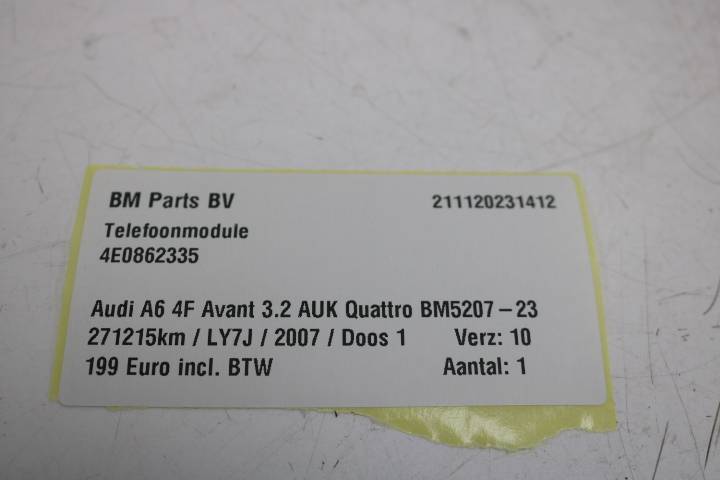 BM Parts BV 211120231412
Telefoonmodule
4E0862335
Audi A6 4F Avant 3.2 AUK Quattro BM5207-23
271215km / LY7J / 2007 / Doos 1 Verz: 10
199 Euro incl. BTW Aantal: 1